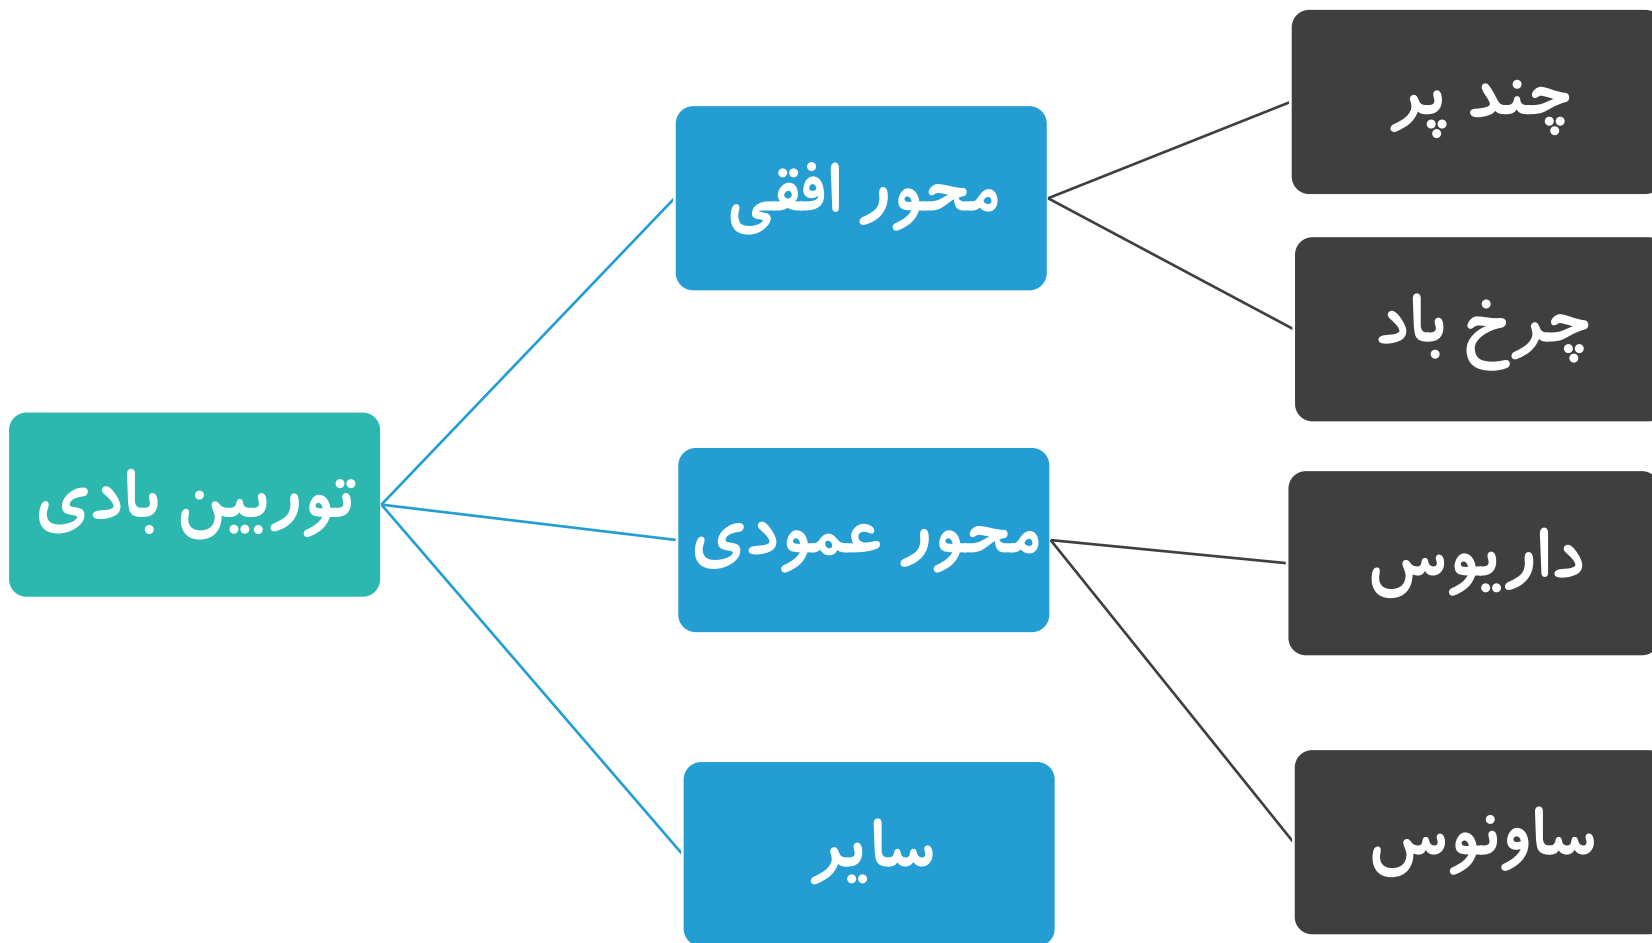 توربین بادی
محور افقی
محور عمودی
سایر
چند پر
چرخ باد
داریوس
ساونوس